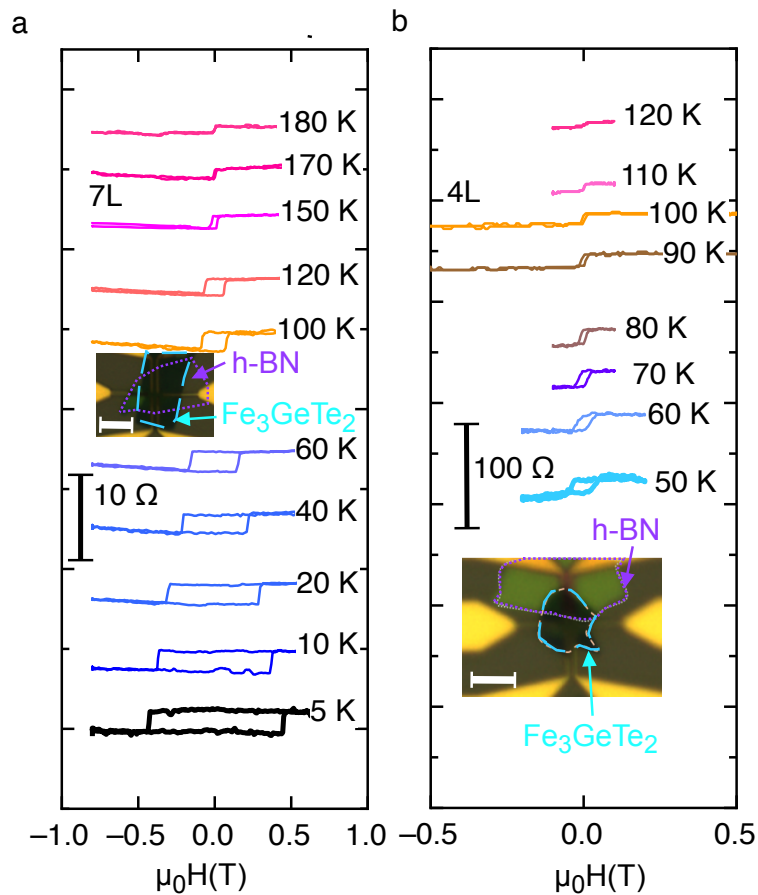 a
180 K
170 K
7L
150 K
120 K
100 K
h-BN
Fe₃GeTe₂
60 K
10 Ω
40 K
20 K
10 K
5 K
–1.0 –0.5 0.0 0.5 1.0
μ₀H(T)
b
120 K
110 K
4L
100 K
90 K
80 K
70 K
60 K
100 Ω
50 K
h-BN
Fe₃GeTe₂
–0.5 0.0 0.5
μ₀H(T)